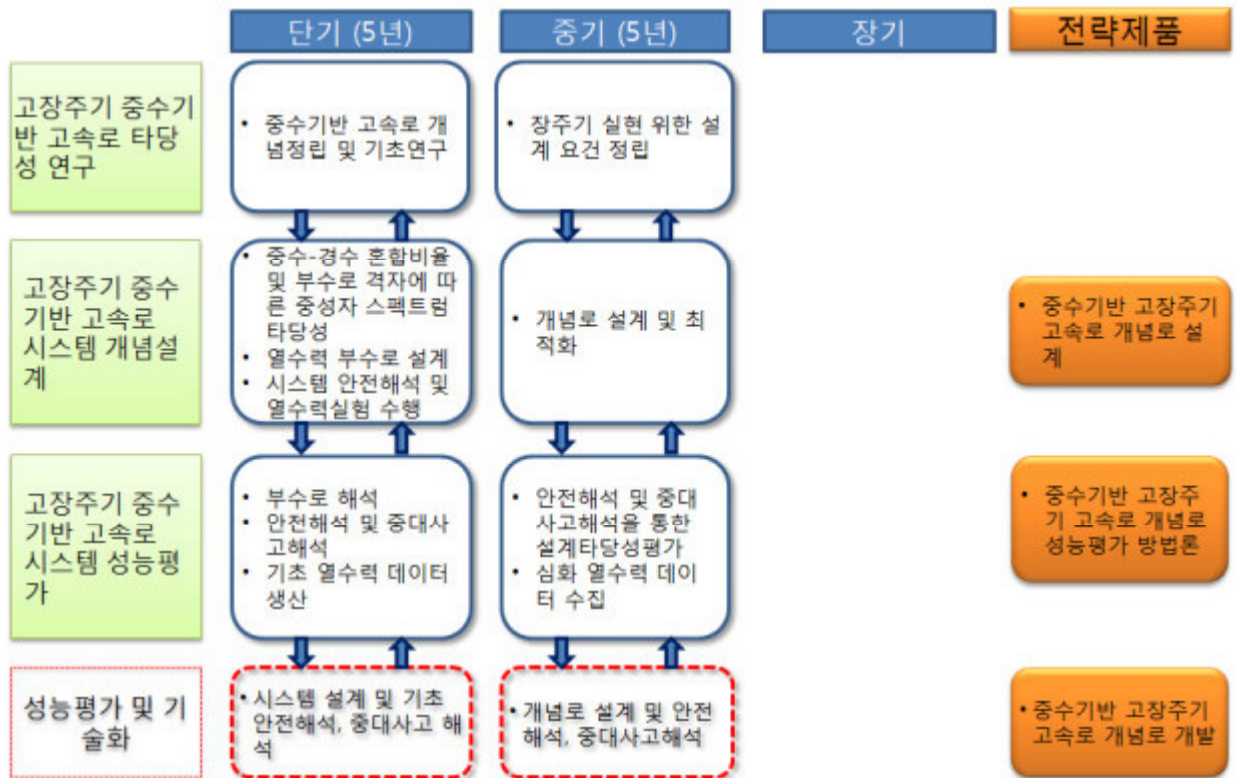 단기 (5년)
중기 (5년)
장기
전략제품
고장주기 중수기
반 고속로 타당
성 연구
• 중수기반 고속로 개
념정립 및 기초연구
• 장주기 실현 위한 설
계 요건 정립
고장주기 중수
기반 고속로
시스템 개념설
계
• 중수-경수 혼합비율
및 부수로 격자에 따
른 중성자 스펙트럼
타당성
• 열수력 부수로 설계
• 시스템 안전해석 및
열수력실험 수행
• 개념로 설계 및 최
적화
• 중수기반 고장주기
고속로 개념로 설
계
고장주기 중수
기반 고속로
시스템 성능평
가
• 부수로 해석
• 안전해석 및 중대사
고해석
• 기초 열수력 데이터
생산
• 안전해석 및 중대
사고해석을 통한
설계타당성평가
• 심화 열수력 데이
터 수집
• 중수기반 고장주
기 고속로 개념로
성능평가 방법론
성능평가 및 기
술화
• 시스템 설계 및 기초
안전해석, 중대사고 해
석
• 개념로 설계 및 안전
해석, 중대사고해석
• 중수기반 고장주기
고속로 개념로 개발